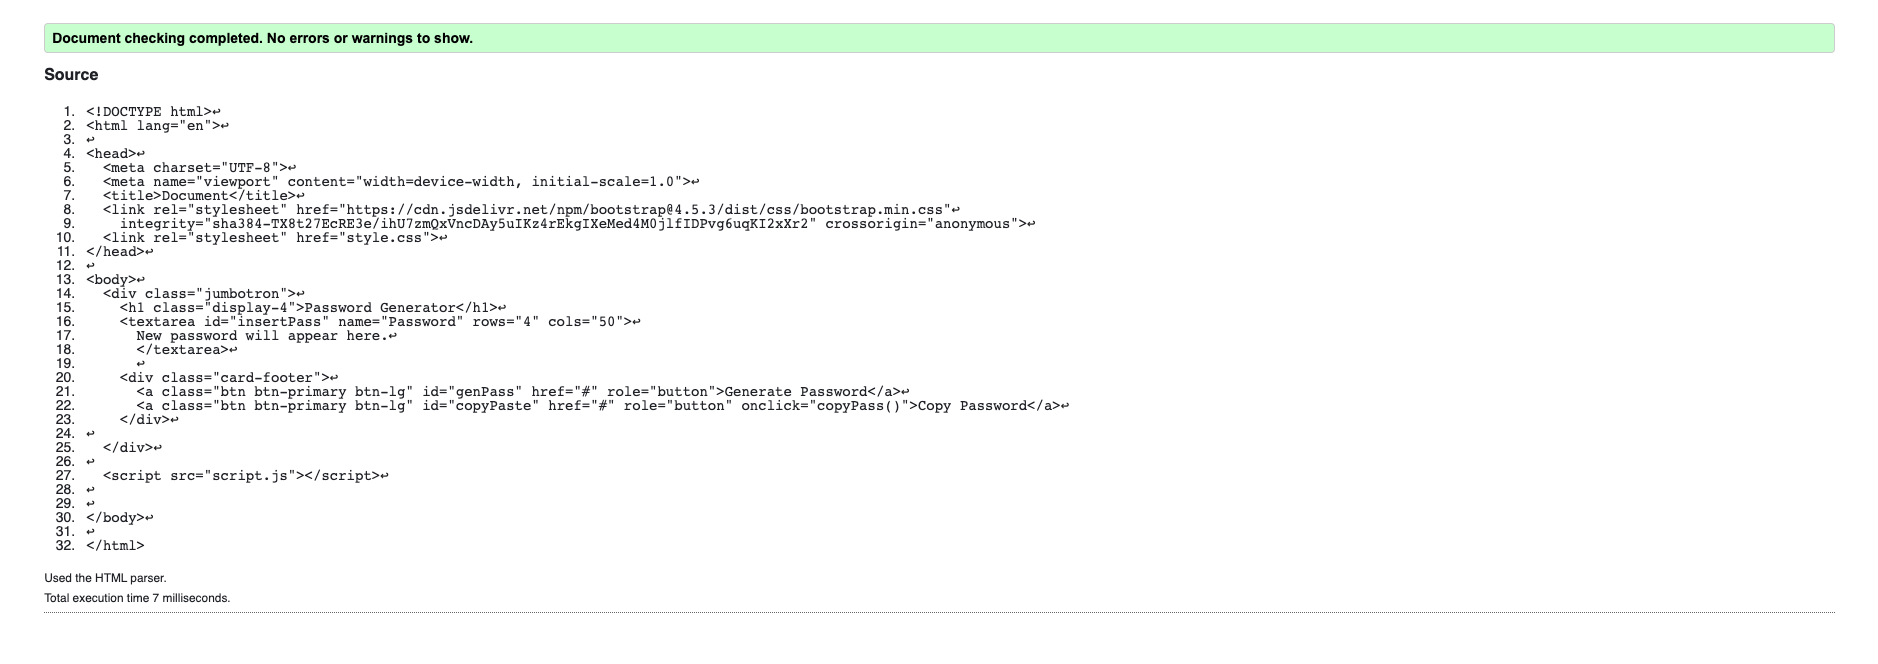 Document checking completed. No errors or warnings to show.
Source
1. <!DOCTYPE html>↩
2. <html lang="en">↩
3. ↩
4. <head>↩
5.   <meta charset="UTF-8">↩
6.   <meta name="viewport" content="width=device-width, initial-scale=1.0">↩
7.   <title>Document</title>↩
8.   <link rel="stylesheet" href="https://cdn.jsdelivr.net/npm/bootstrap@4.5.3/dist/css/bootstrap.min.css"↩
9.     integrity="sha384-TX8t27EcRE3e/ihU7zmQxVncDAy5uIKz4rEkgIXeMed4M0jlfIDPvg6uqKI2xXr2" crossorigin="anonymous">↩
10.   <link rel="stylesheet" href="style.css">↩
11. </head>↩
12. ↩
13. <body>↩
14.   <div class="jumbotron">↩
15.     <h1 class="display-4">Password Generator</h1>↩
16.     <textarea id="insertPass" name="Password" rows="4" cols="50">↩
17.       New password will appear here.↩
18.       </textarea>↩
19.       ↩
20.     <div class="card-footer">↩
21.       <a class="btn btn-primary btn-lg" id="genPass" href="#" role="button">Generate Password</a>↩
22.       <a class="btn btn-primary btn-lg" id="copyPaste" href="#" role="button" onclick="copyPass()">Copy Password</a>↩
23.     </div>↩
24. ↩
25.   </div>↩
26. ↩
27.   <script src="script.js"></script>↩
28. ↩
29. ↩
30. </body>↩
31. ↩
32. </html>
Used the HTML parser.
Total execution time 7 milliseconds.